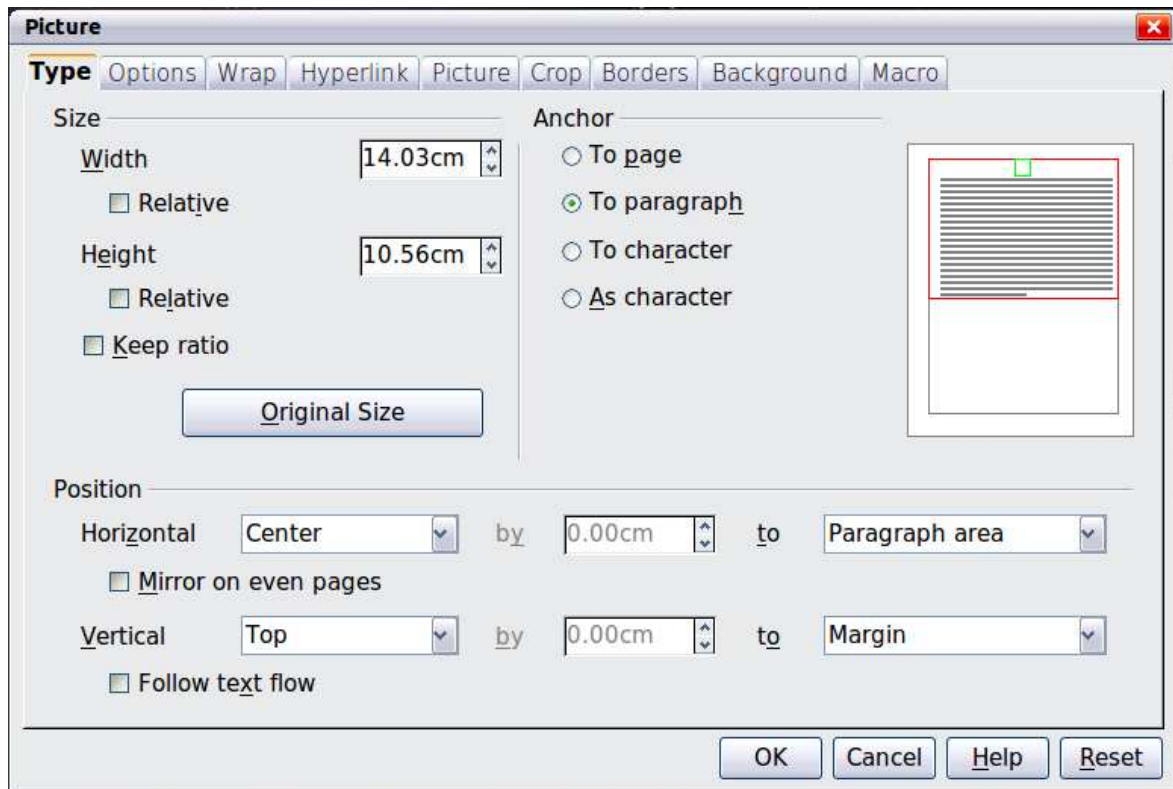 Picture
Type Options Wrap Hyperlink Picture Crop Borders Background Macro
Size
Width 14.03cm
Relative
Height 10.56cm
Relative
Keep ratio
Original Size
Anchor
To page
To paragraph
To character
As character
Position
Horizontal Center by 0.00cm to Paragraph area
Mirror on even pages
Vertical Top by 0.00cm to Margin
Follow text flow
OK Cancel Help Reset